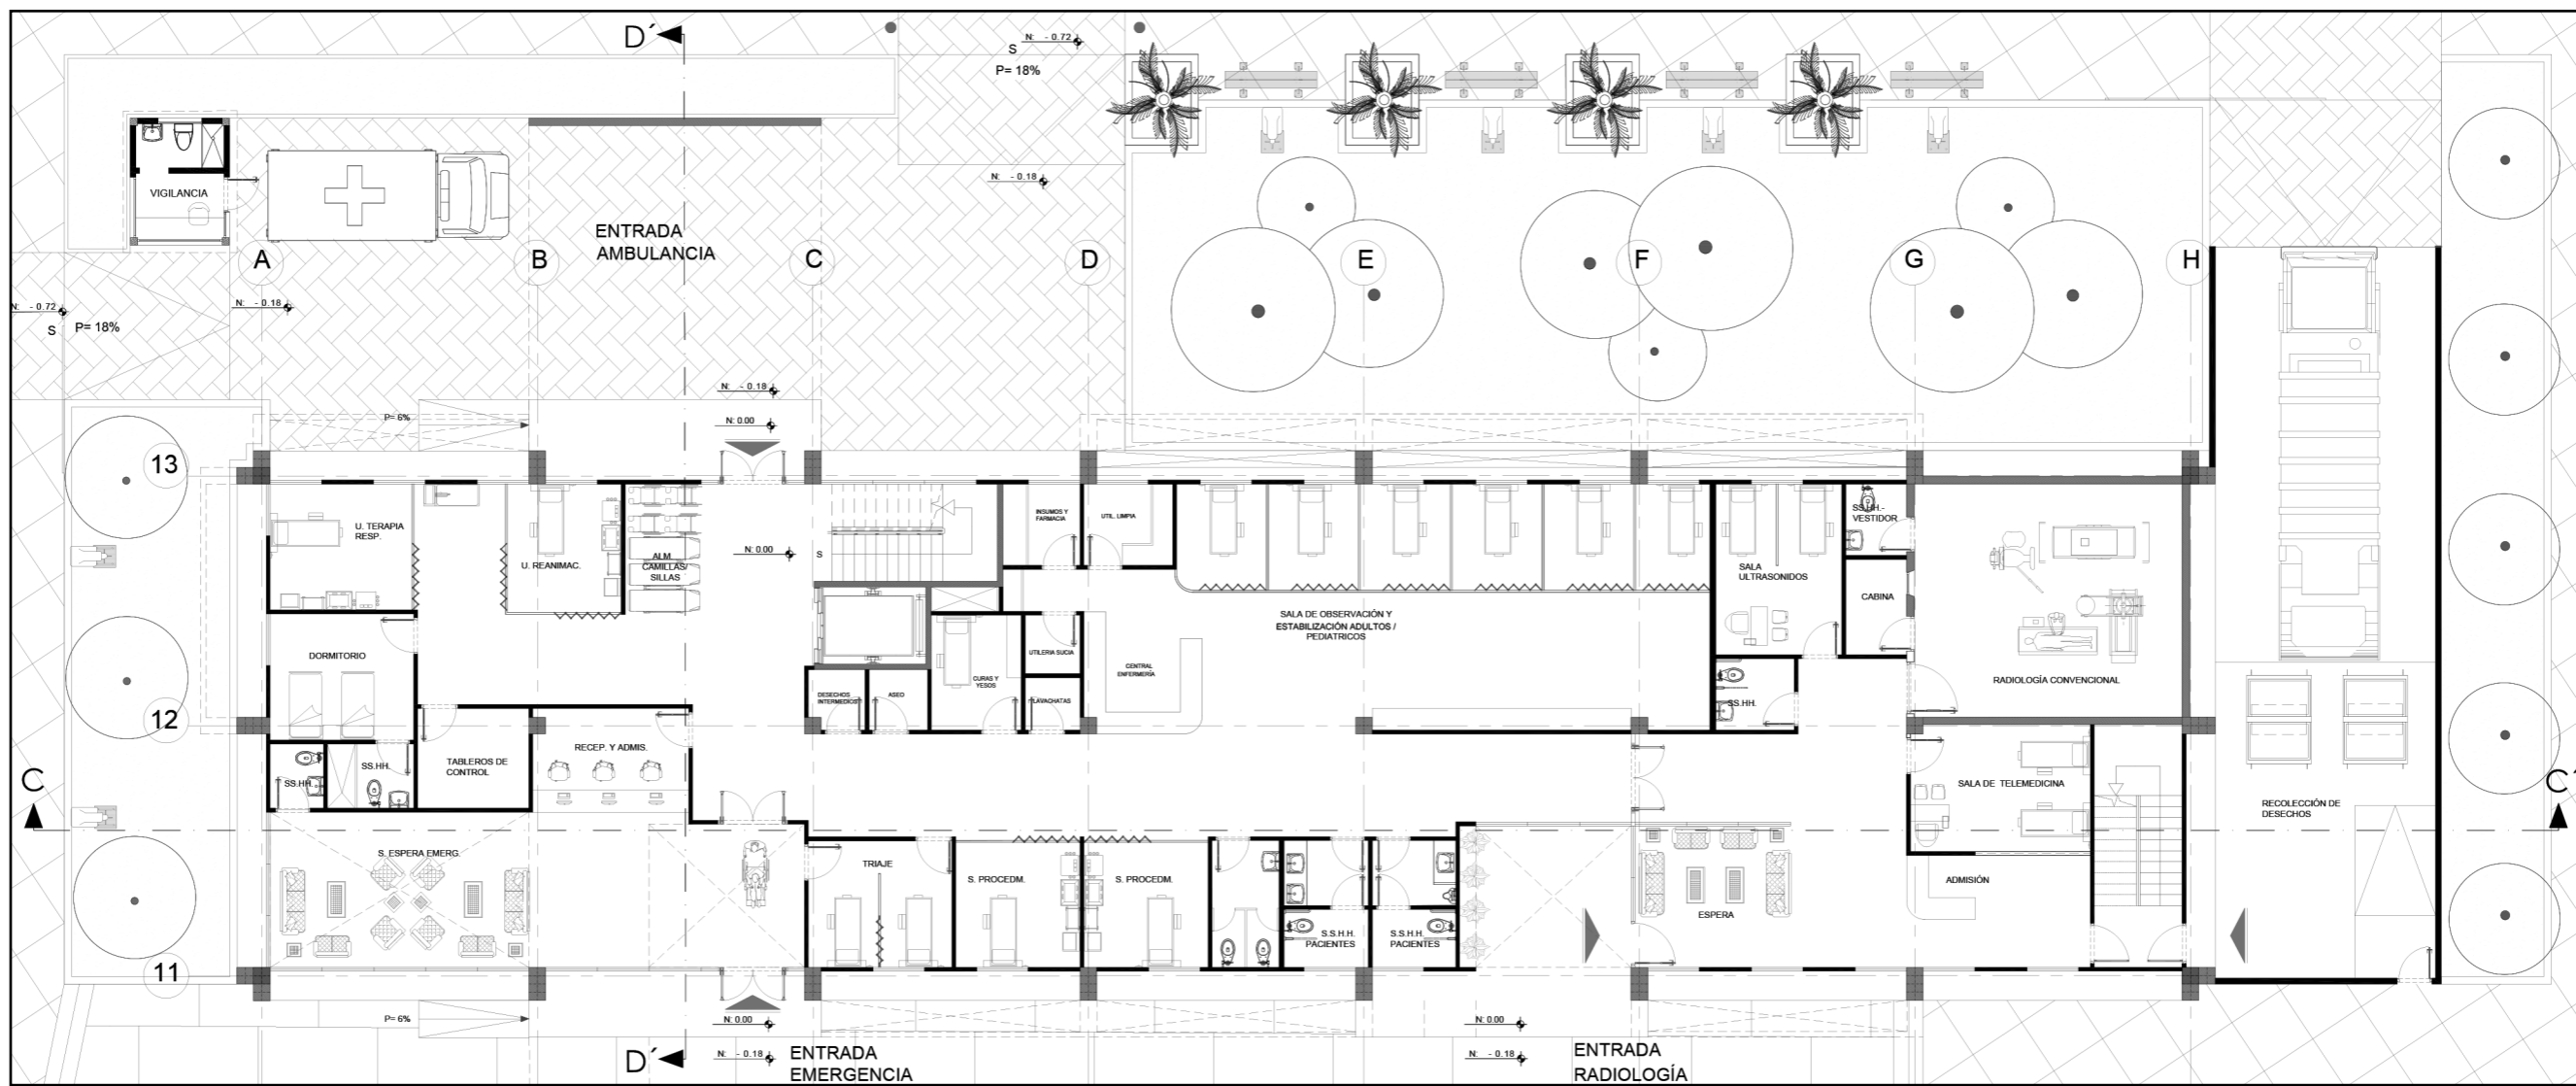 D´
N: - 0.72
S
P= 18%
N: - 0.18
VIGILANCIA
ENTRADA
AMBULANCIA
A
B
C
D
E
F
G
H
N: - 0.72
S
P= 18%
N: - 0.18
N: - 0.18
P= 6%
N: 0.00
13
U. TERAPIA
RESP.
U. REANIMAC.
ALM.
CAMILLAS/
SILLAS
N: 0.00
S
INSUMOS Y
FARMACIA
UTIL. LIMPIA
SALA
ULTRASONIDOS
SS.HH.-
VESTIDOR
CABINA
SALA DE OBSERVACIÓN Y
ESTABILIZACIÓN ADULTOS /
PEDIATRICOS
DORMITORIO
UTILERIA SUCIA
CENTRAL
ENFERMERÍA
CURAS Y
YESOS
RADIOLOGÍA CONVENCIONAL
DESECHOS
INTERMEDIOS
ASEO
LAVACHATAS
SS.HH.
12
RECEP. Y ADMIS.
TABLEROS DE
CONTROL
SS.HH.
SS.HH.
C
SALA DE TELEMEDICINA
C´
RECOLECCIÓN DE
DESECHOS
S. ESPERA EMERG.
TRIAJE
S. PROCEDM.
S. PROCEDM.
ADMISIÓN
ESPERA
S.S.H.H.
PACIENTES
S.S.H.H.
PACIENTES
11
P= 6%
N: 0.00
N: 0.00
D´
N: - 0.18
ENTRADA
EMERGENCIA
N: - 0.18
ENTRADA
RADIOLOGÍA